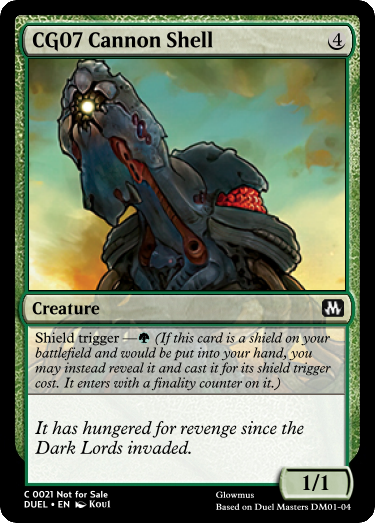 CG07 Cannon Shell 4
Creature
Shield trigger — (If this card is a shield on your
battlefield and would be put into your hand, you
may instead reveal it and cast it for its shield trigger
cost. It enters with a finality counter on it.)
It has hungered for revenge since the
Dark Lords invaded.
1/1
C 0021 Not for Sale
DUEL • EN Koul
Glowmus
Based on Duel Masters DM01-04